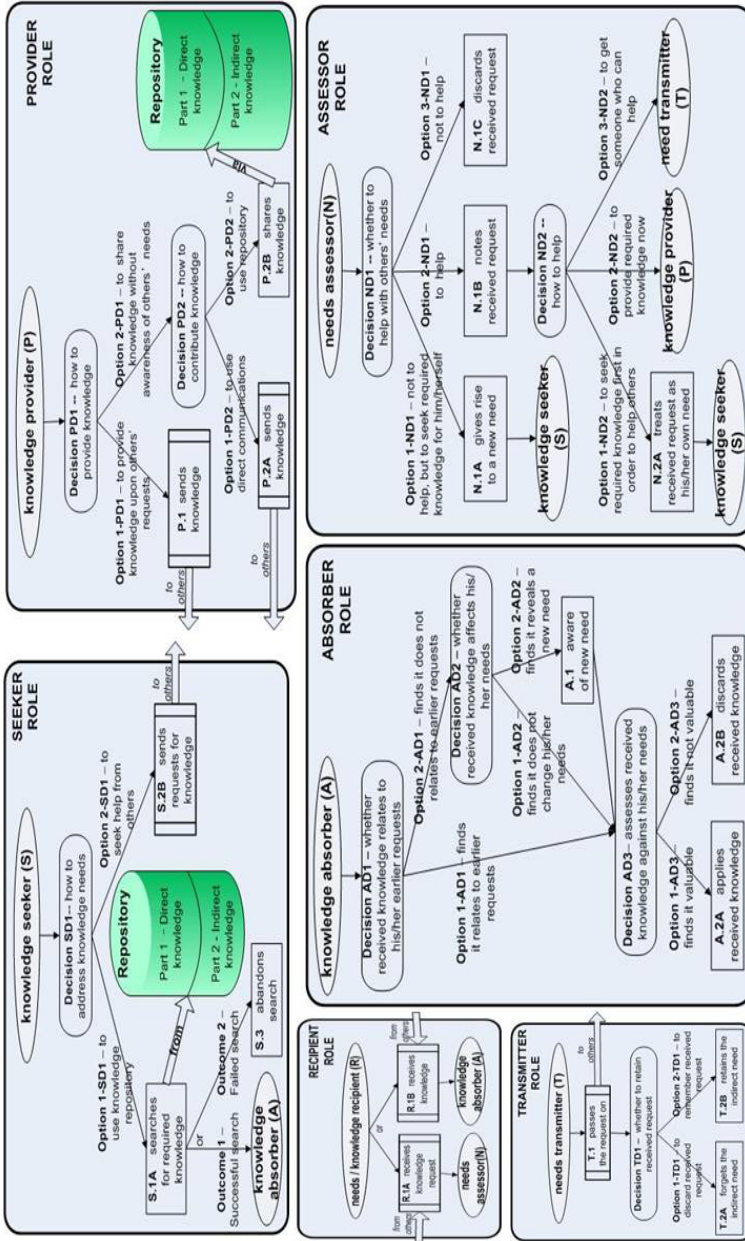 SEEKER
ROLE
knowledge seeker (S)
Decision SD1-- how to
address knowledge needs
Option 1-SD1 – to
use knowledge
repository
Option 2-SD1 – to
seek help from
others
S.1A searches
for required
knowledge
from
Repository
Part 1 – Direct
knowledge
Part 2 - Indirect
knowledge
S.2B sends
requests for
knowledge
to
others
or
Outcome 1 –
Successful search
Outcome 2 –
Failed search
knowledge
absorber (A)
S.3 abandons
search
PROVIDER
ROLE
knowledge provider (P)
Decision PD1 -- how to
provide knowledge
Option 1-PD1 – to provide
knowledge upon others'
requests
Option 2-PD1 – to share
knowledge without
awareness of others' needs
to
others
P.1 sends
knowledge
Decision PD2 -- how to
contribute knowledge
Option 1-PD2 – to use
direct communications
Option 2-PD2 – to
use repository
to
others
P.2A sends
knowledge
P.2B shares
knowledge
via
Repository
Part 1 – Direct
knowledge
Part 2 - Indirect
knowledge
RECIPIENT
ROLE
needs / knowledge recipient (R)
or
from
others
R.1A receives
knowledge
request
R.1B receives
knowledge
from
others
needs
assessor(N)
knowledge
absorber (A)
TRANSMITTER
ROLE
needs transmitter (T)
T.1 passes
the request on
to
others
Decision TD1 – whether to retain
received request
Option 1-TD1 – to
discard received
request
Option 2-TD1 – to
remember received
request
T.2A forgets the
indirect need
T.2B retains the
indirect need
ABSORBER
ROLE
knowledge absorber (A)
Decision AD1 – whether
received knowledge relates to
his/her earlier requests
Option 2-AD1 – finds it does not
relates to earlier requests
Option 1-AD1 – finds
it relates to earlier
requests
Decision AD2 – whether
received knowledge affects his/
her needs
Option 1-AD2 –
finds it does not
change his/her
needs
Option 2-AD2 –
finds it reveals a
new need
A.1 aware
of new need
Decision AD3 – assesses received
knowledge against his/her needs
Option 1-AD3 –
finds it valuable
Option 2-AD3 –
finds it not valuable
A.2A applies
received knowledge
A.2B discards
received knowledge
ASSESSOR
ROLE
needs assessor(N)
Decision ND1 -- whether to
help with others' needs
Option 1-ND1 – not to
help, but to seek required
knowledge for him/herself
Option 2-ND1 –
to help
Option 3-ND1 –
not to help
N.1A gives rise
to a new need
N.1B notes
received request
N.1C discards
received request
knowledge seeker
(S)
Decision ND2 --
how to help
Option 1-ND2 – to seek
required knowledge first in
order to help others
Option 2-ND2 – to
provide required
knowledge now
Option 3-ND2 – to get
someone who can
help
N.2A treats
received request as
his/her own need
knowledge provider
(P)
need transmitter
(T)
knowledge seeker
(S)